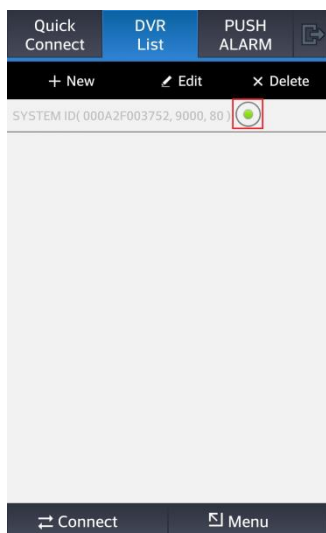 Quick
Connect
DVR
List
PUSH
ALARM
+ New
Edit
× Delete
SYSTEM ID( 000A2F003752, 9000, 80 )
Connect
Menu